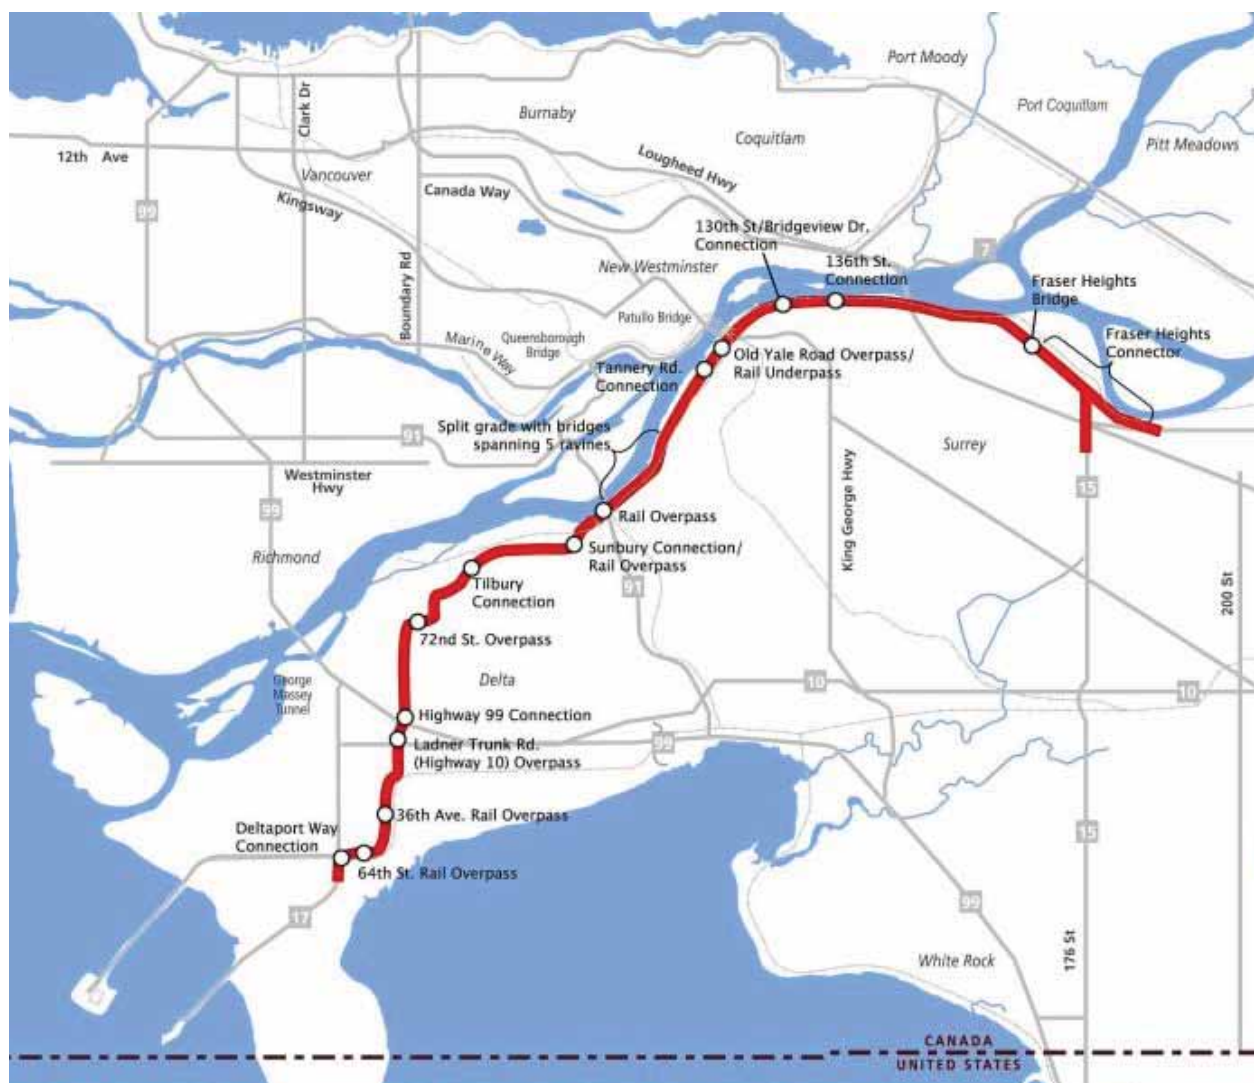 Port Moody
Port Coquitlam
Pitt Meadows
Burnaby
Coquitlam
Clark Dr
12th Ave
Vancouver
Lougheed Hwy
Canada Way
Kingsway
99
Boundary Rd
130th St/Bridgeview Dr.
Connection
136th St.
Connection
7
New Westminster
Fraser Heights
Bridge
Patullo Bridge
Queensborough
Bridge
Marine Way
Fraser Heights
Connector
Old Yale Road Overpass/
Rail Underpass
Tannery Rd.
Connection
91
Split grade with bridges
spanning 5 ravines
Surrey
King George Hwy
Westminster
Hwy
15
99
Rail Overpass
Richmond
Sunbury Connection/
Rail Overpass
Tilbury
Connection
91
200 St
72nd St. Overpass
George
Massey
Tunnel
Delta
10
10
Highway 99 Connection
Ladner Trunk Rd.
(Highway 10) Overpass
99
36th Ave. Rail Overpass
Deltaport Way
Connection
15
64th St. Rail Overpass
17
99
176 St
White Rock
CANADA
UNITED STATES